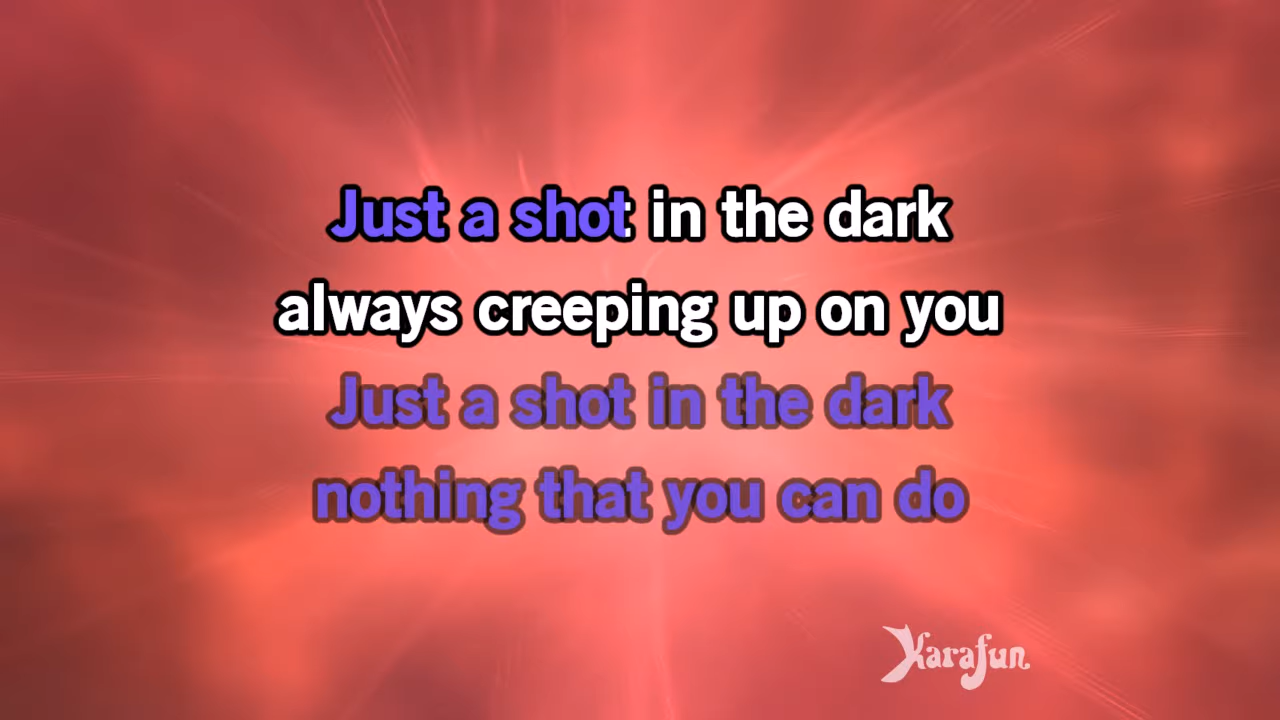 Just a shot in the dark
always creeping up on you
Just a shot in the dark
nothing that you can do
Karafun